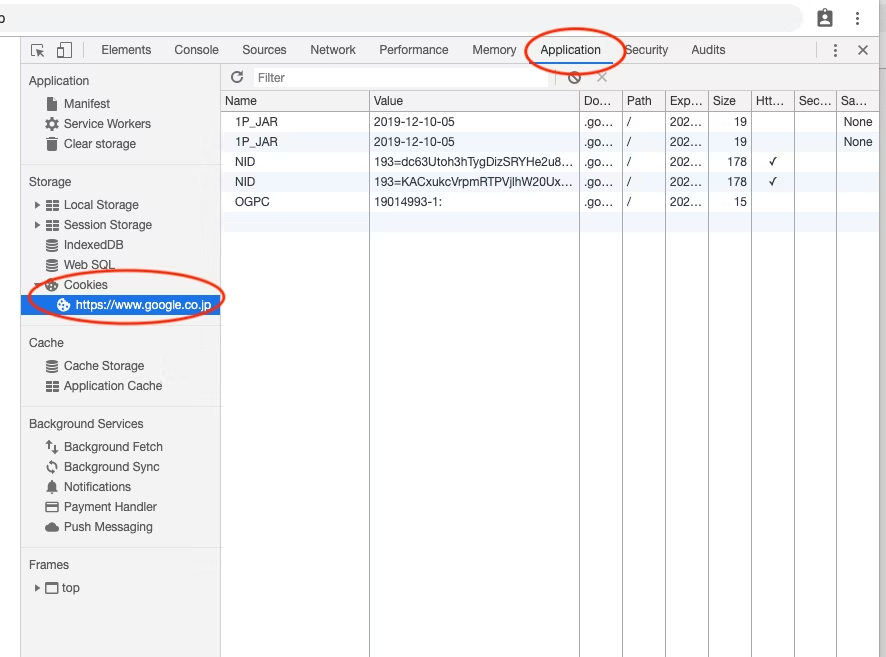 Elements Console Sources Network Performance Memory Application Security Audits
Application
Manifest
Service Workers
Clear storage
Storage
Local Storage
Session Storage
IndexedDB
Web SQL
Cookies
https://www.google.co.jp
Cache
Cache Storage
Application Cache
Background Services
Background Fetch
Background Sync
Notifications
Payment Handler
Push Messaging
Frames
top
Filter
Name Value Do... Path Exp... Size Htt... Sec... Sa...
1P_JAR 2019-12-10-05 .go... / 202... 19 None
1P_JAR 2019-12-10-05 .go... / 202... 19 None
NID 193=dc63Utoh3hTygDizSRYHe2u8... .go... / 202... 178 ✓
NID 193=KACxukcVrpmRTPVjlhW20Ux... .go... / 202... 178 ✓
OGPC 19014993-1: .go... / 202... 15